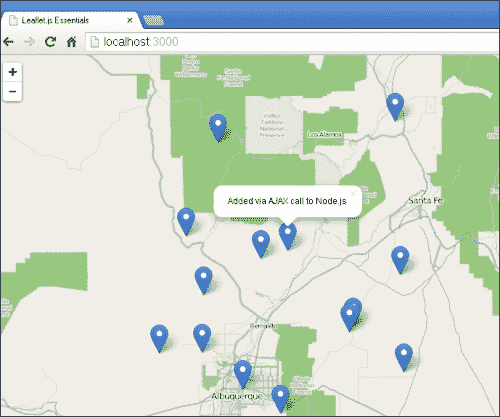 Leaflet.js Essentials
localhost:3000
+
-
Santa
Valles
Caldera
National
Preserve
Los Alamos
Added via AJAX call to Node.js
×
Santa Fe
Bernalillo
Albuquerque